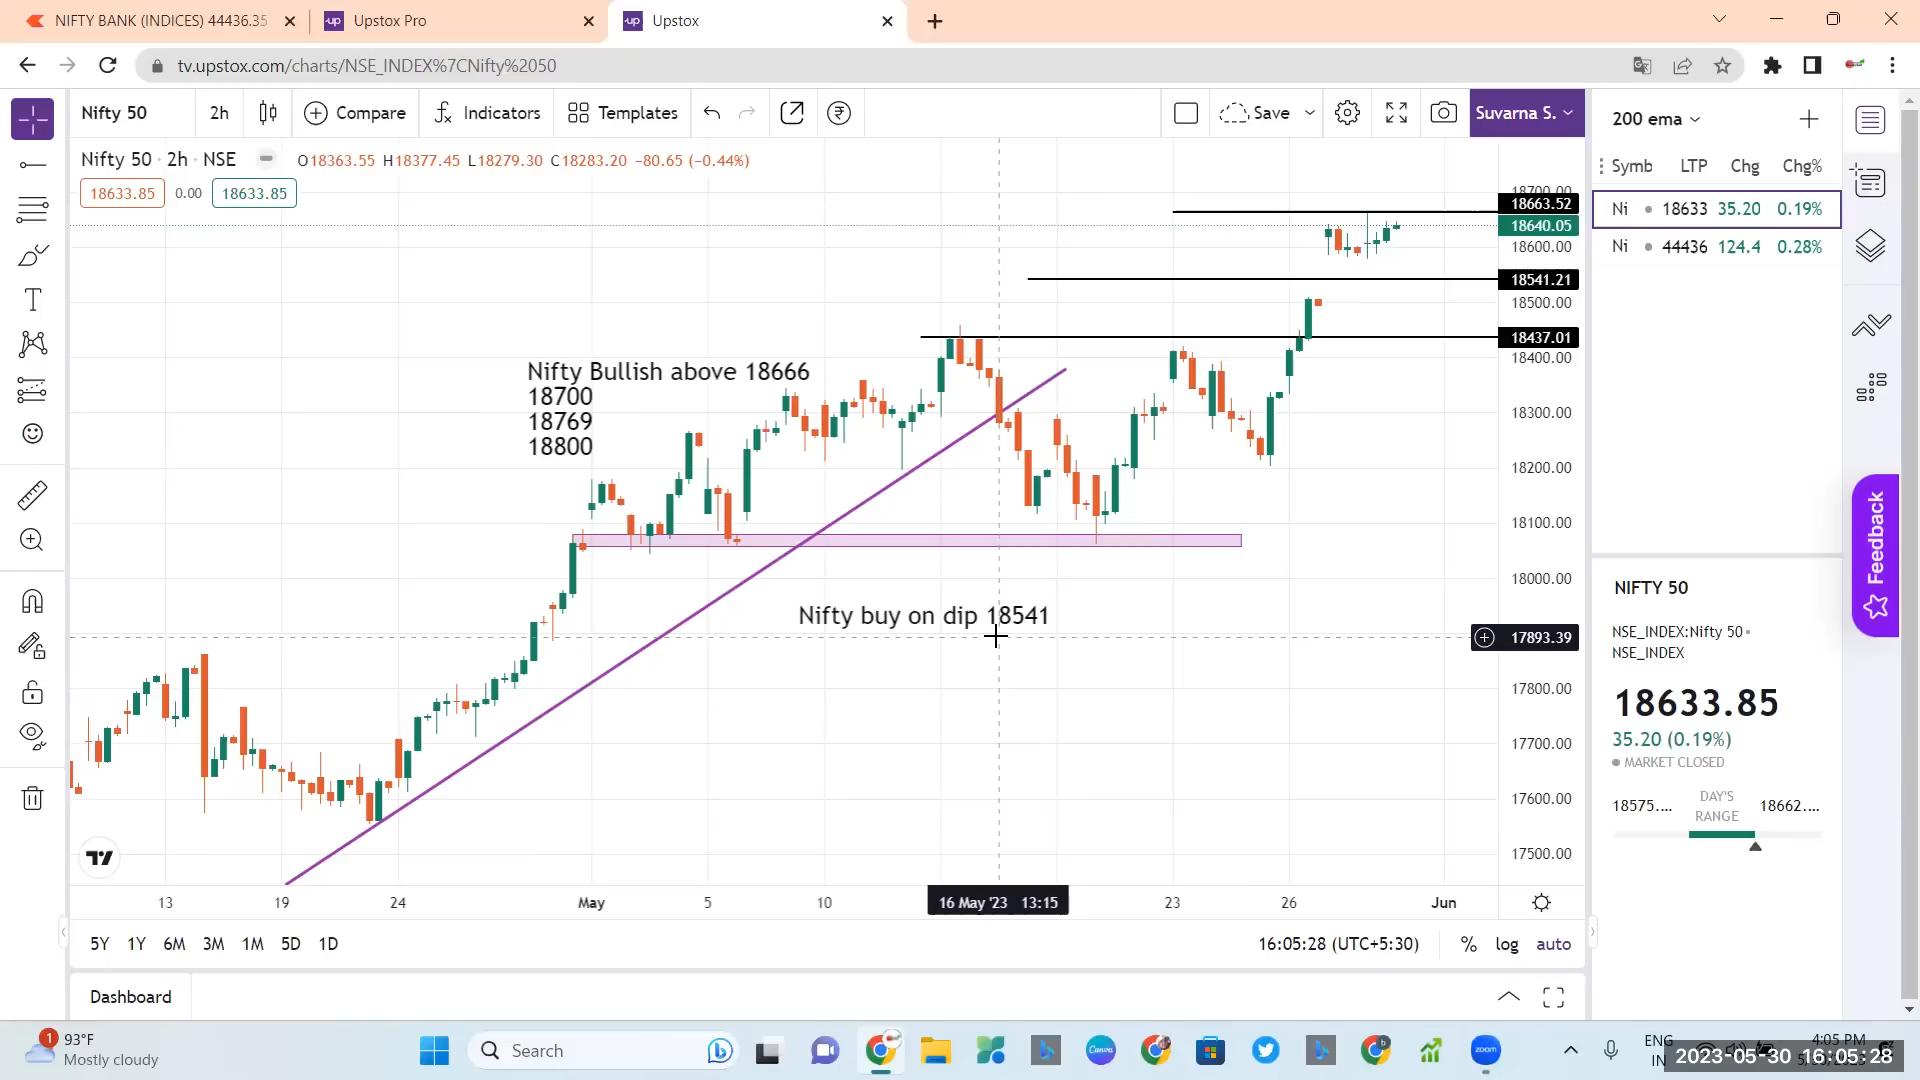 NIFTY BANK (INDICES) 44436.35
Upstox Pro
Upstox
tv.upstox.com/charts/NSE_INDEX%7CNifty%2050
Nifty 50 2h Compare Indicators Templates Save Suvarna S.
200 ema
Nifty 50 · 2h · NSE O18363.55 H18377.45 L18279.30 C18283.20 −80.65 (−0.44%)
18633.85 0.00 18633.85
Symb LTP Chg Chg%
Ni 18633 35.20 0.19%
Ni 44436 124.4 0.28%
18700.00
18663.52
18640.05
18600.00
18541.21
18500.00
18437.01
18400.00
18300.00
18200.00
18100.00
18000.00
17893.39
17800.00
17700.00
17600.00
17500.00
Nifty Bullish above 18666
18700
18769
18800
Nifty buy on dip 18541
Feedback
NIFTY 50
NSE_INDEX:Nifty 50
NSE_INDEX
18633.85
35.20 (0.19%)
MARKET CLOSED
18575.... DAY'S RANGE 18662....
13 19 24 May 5 10 16 May '23 13:15 23 26 Jun
5Y 1Y 6M 3M 1M 5D 1D
16:05:28 (UTC+5:30) % log auto
Dashboard
93°F
Mostly cloudy
1
Search
Canva
zoom
ENG
IN
4:05 PM
2023-05-30 16:05:28